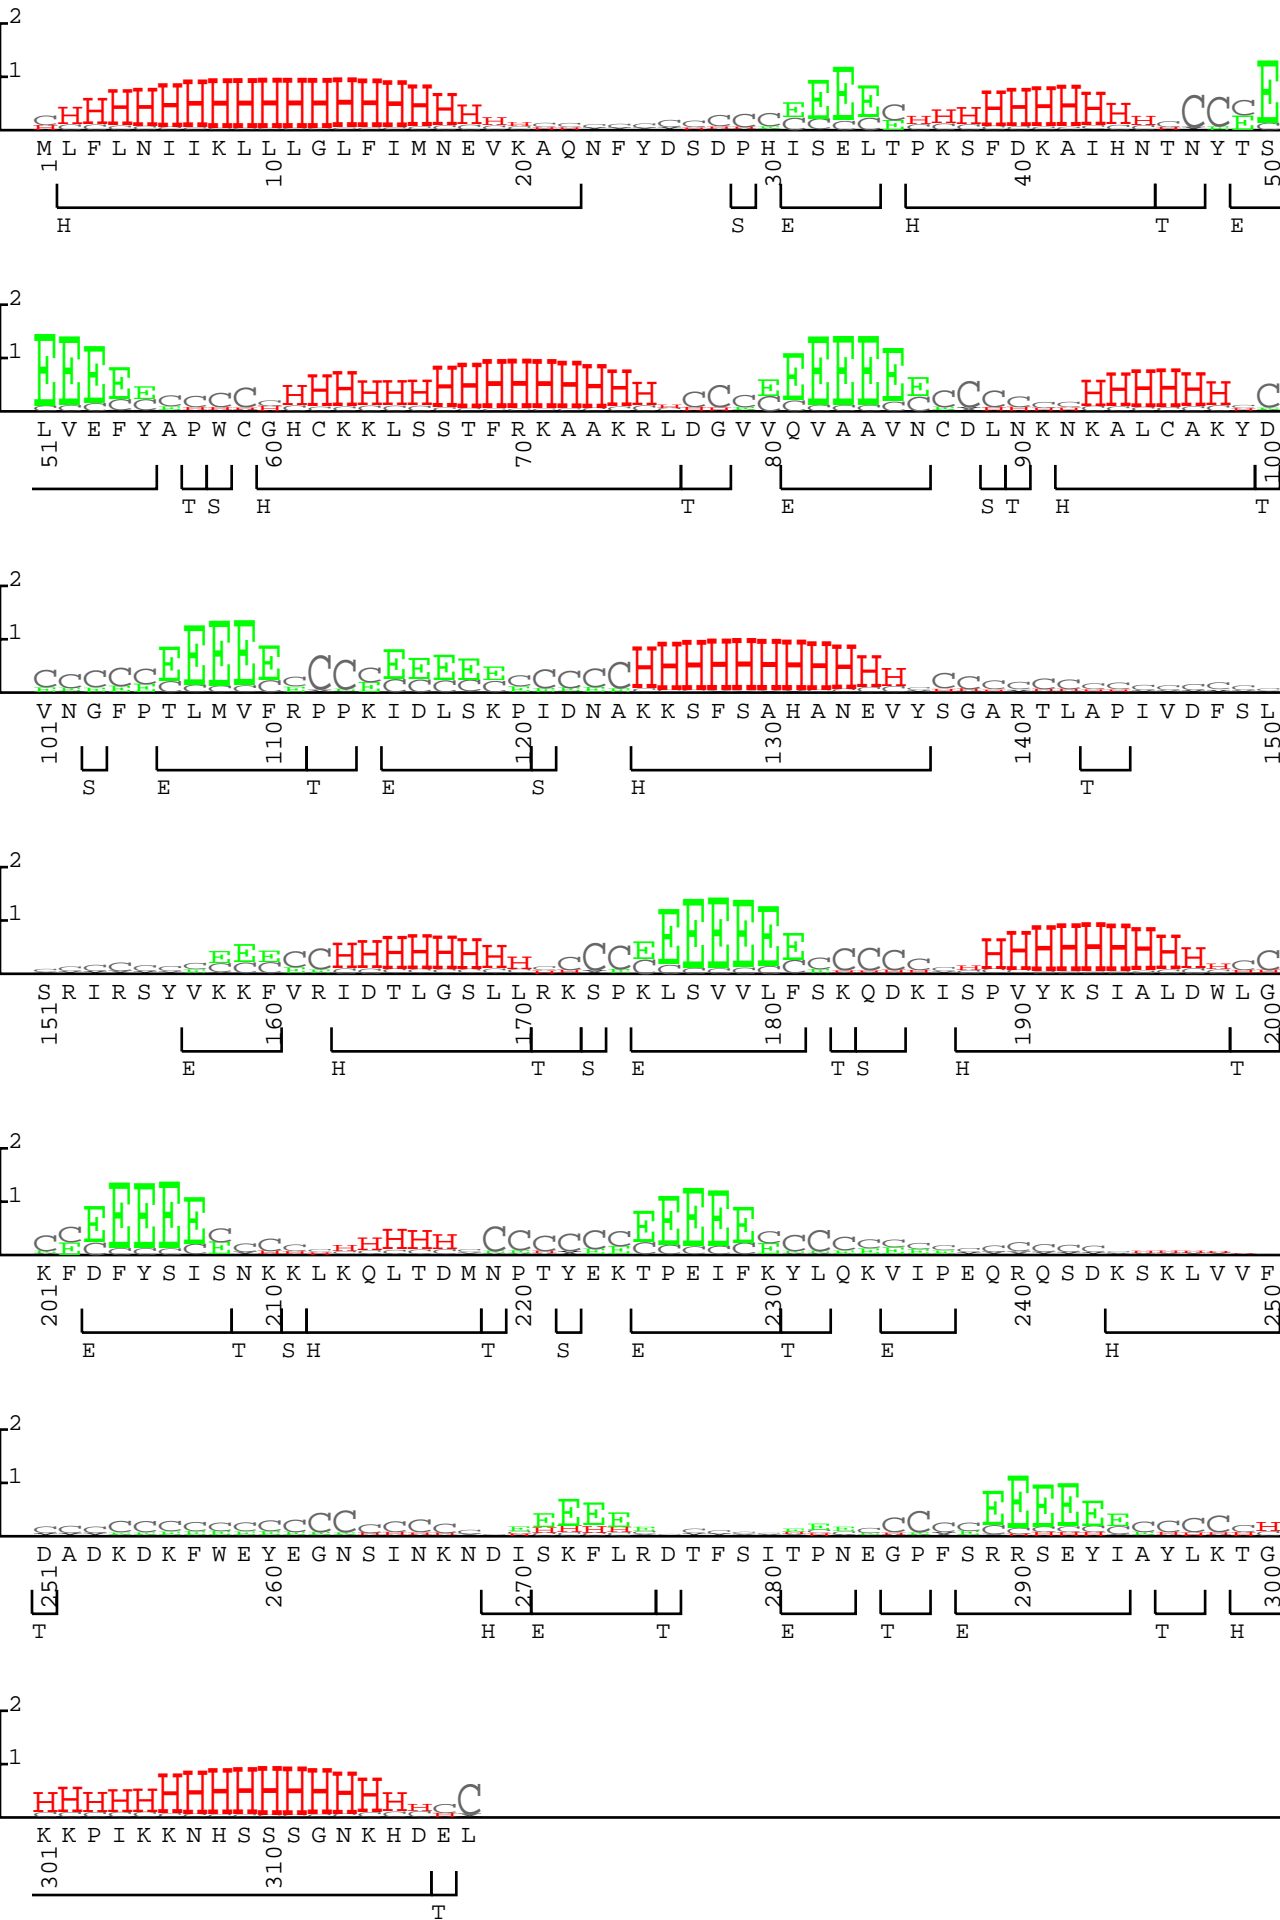 2
1
M L F L N I I K L L L G L F I M N E V K A Q N F Y D S D P H I S E L T P K S F D K A I H N T N Y T S
1 10 20 30 40 50
H S E H T E
2
1
L V E F Y A P W C G H C K K L S S T F R K A A K R L D G V V Q V A A V N C D L N K N K A L C A K Y D
51 60 70 80 90 100
T S H T E S T H T
2
1
V N G F P T L M V F R P P K I D L S K P I D N A K K S F S A H A N E V Y S G A R T L A P I V D F S L
101 110 120 130 140 150
S E T E S H T
2
1
S R I R S Y V K K F V R I D T L G S L L R K S P K L S V V L F S K Q D K I S P V Y K S I A L D W L G
151 160 170 180 190 200
E H T S E T S H T
2
1
K F D F Y S I S N K K L K Q L T D M N P T Y E K T P E I F K Y L Q K V I P E Q R Q S D K S K L V V F
201 210 220 230 240 250
E T S H T S E T E H
2
1
D A D K D K F W E Y E G N S I N K N D I S K F L R D T F S I T P N E G P F S R R S E Y I A Y L K T G
251 260 270 280 290 300
T H E T E T E T H
2
1
K K P I K K N H S S S G N K H D E L
301 310
T